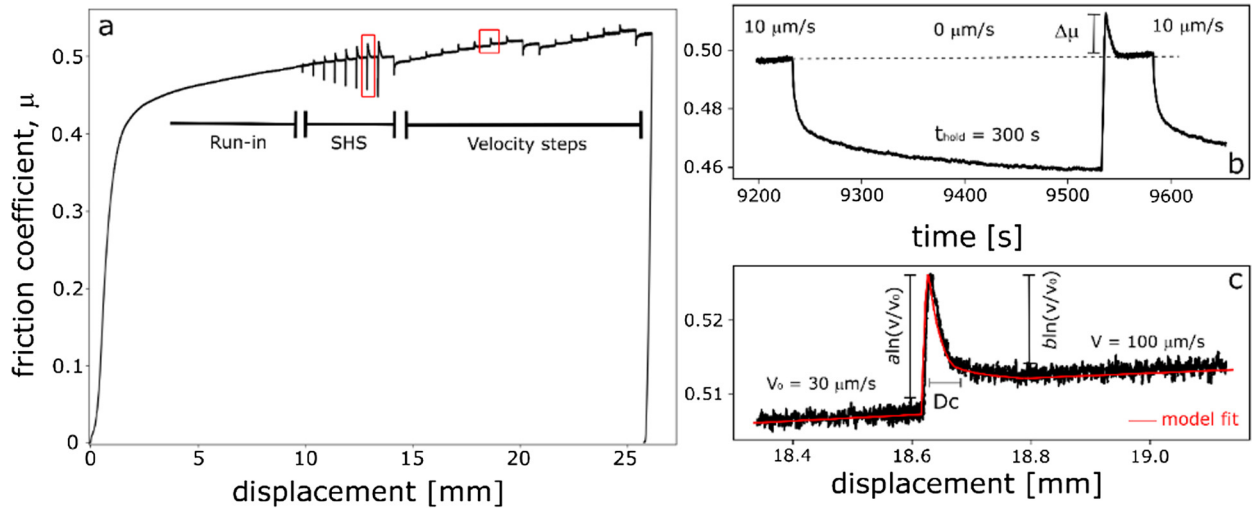 a
friction coefficient, μ
0.5
0.4
0.3
0.2
0.1
0
Run-in
SHS
Velocity steps
0 5 10 15 20 25
displacement [mm]
10 μm/s 0 μm/s Δμ 10 μm/s
0.50
0.48
0.46
thold = 300 s
b
9200 9300 9400 9500 9600
time [s]
c
0.52
0.51
aln(v/v₀)
bln(v/v₀)
V₀ = 30 μm/s
V = 100 μm/s
Dc
model fit
18.4 18.6 18.8 19.0
displacement [mm]